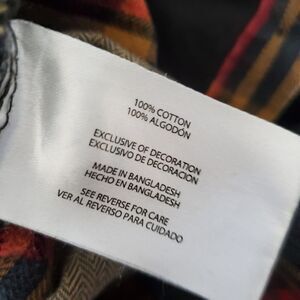 100% COTTON
100% ALGODÓN
EXCLUSIVE OF DECORATION
EXCLUSIVO DE DECORACION
MADE IN BANGLADESH
HECHO EN BANGLADESH
SEE REVERSE FOR CARE
VER AL REVERSO PARA CUIDADO